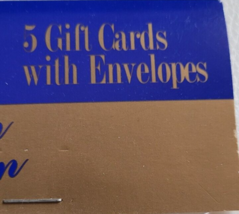 5 Gift Cards
with Envelopes